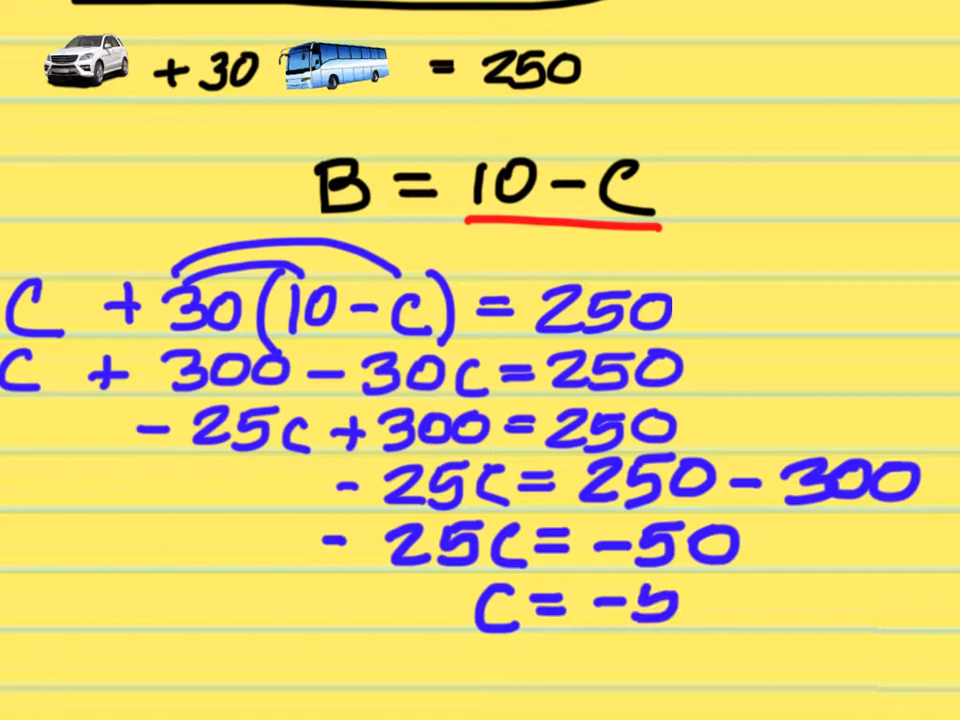 + 30 = 250
B = 10 - C
C + 30(10 - C) = 250
C + 300 - 30C = 250
- 25C + 300 = 250
- 25C = 250 - 300
- 25C = -50
C = -5